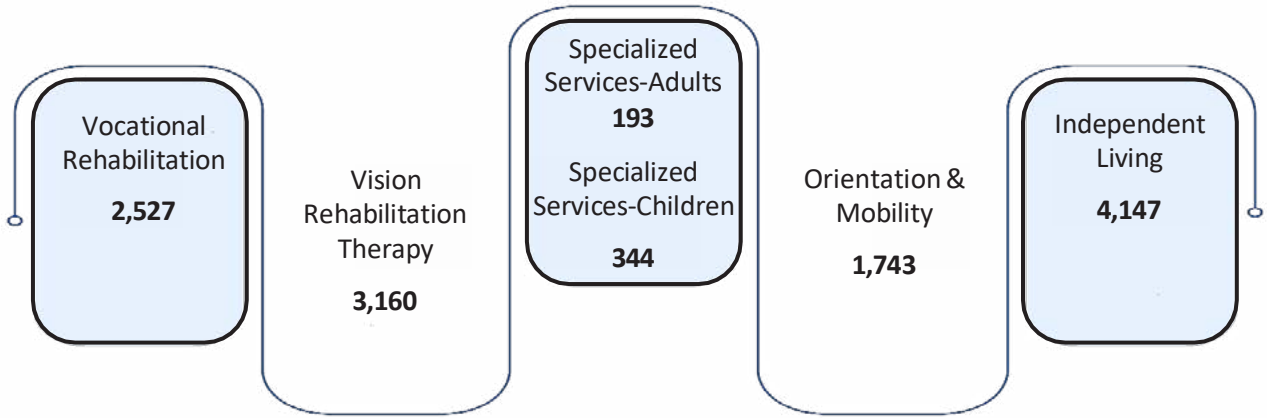 Vocational
Rehabilitation
2,527
Vision
Rehabilitation
Therapy
3,160
Specialized
Services-Adults
193
Specialized
Services-Children
344
Orientation &
Mobility
1,743
Independent
Living
4,147